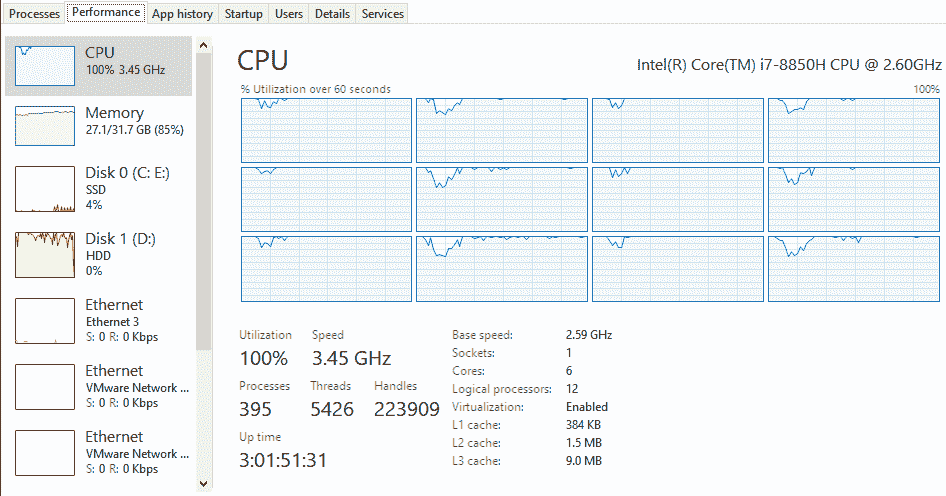 Processes Performance App history Startup Users Details Services
CPU
100% 3.45 GHz
Memory
27.1/31.7 GB (85%)
Disk 0 (C: E:)
SSD
4%
Disk 1 (D:)
HDD
0%
Ethernet
Ethernet 3
S: 0 R: 0 Kbps
Ethernet
VMware Network ...
S: 0 R: 0 Kbps
Ethernet
VMware Network ...
S: 0 R: 0 Kbps
CPU Intel(R) Core(TM) i7-8850H CPU @ 2.60GHz
% Utilization over 60 seconds 100%
Utilization Speed
100% 3.45 GHz
Processes Threads Handles
395 5426 223909
Up time
3:01:51:31
Base speed: 2.59 GHz
Sockets: 1
Cores: 6
Logical processors: 12
Virtualization: Enabled
L1 cache: 384 KB
L2 cache: 1.5 MB
L3 cache: 9.0 MB